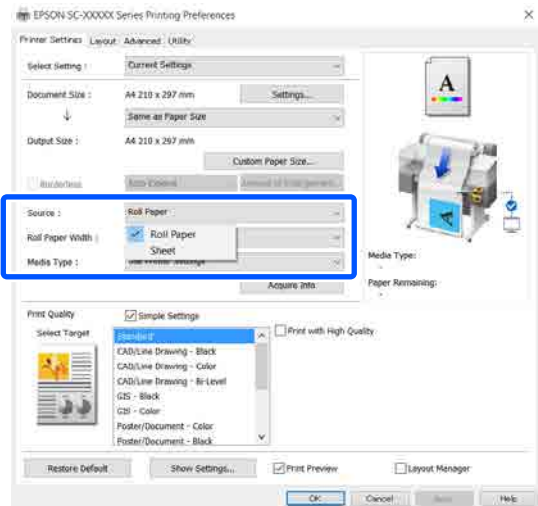 EPSON SC-XXXXX Series Printing Preferences
Printer Settings Layout Advanced Utility
Select Setting : Current Settings
Document Size : A4 210 x 297 mm Settings...
Same as Paper Size
Output Size : A4 210 x 297 mm
Custom Paper Size...
Borderless Auto Expand
Source : Roll Paper
Roll Paper Width : Roll Paper
Sheet
Media Type : Use Printer Settings
Acquire Info
A
Media Type:
-
Paper Remaining:
-
Print Quality Simple Settings
Select Target Standard Print with High Quality
CAD/Line Drawing - Black
CAD/Line Drawing - Color
CAD/Line Drawing - Bi-Level
GIS - Black
GIS - Color
Poster/Document - Color
Poster/Document - Black
Restore Default Show Settings... Print Preview Layout Manager
OK Cancel Help